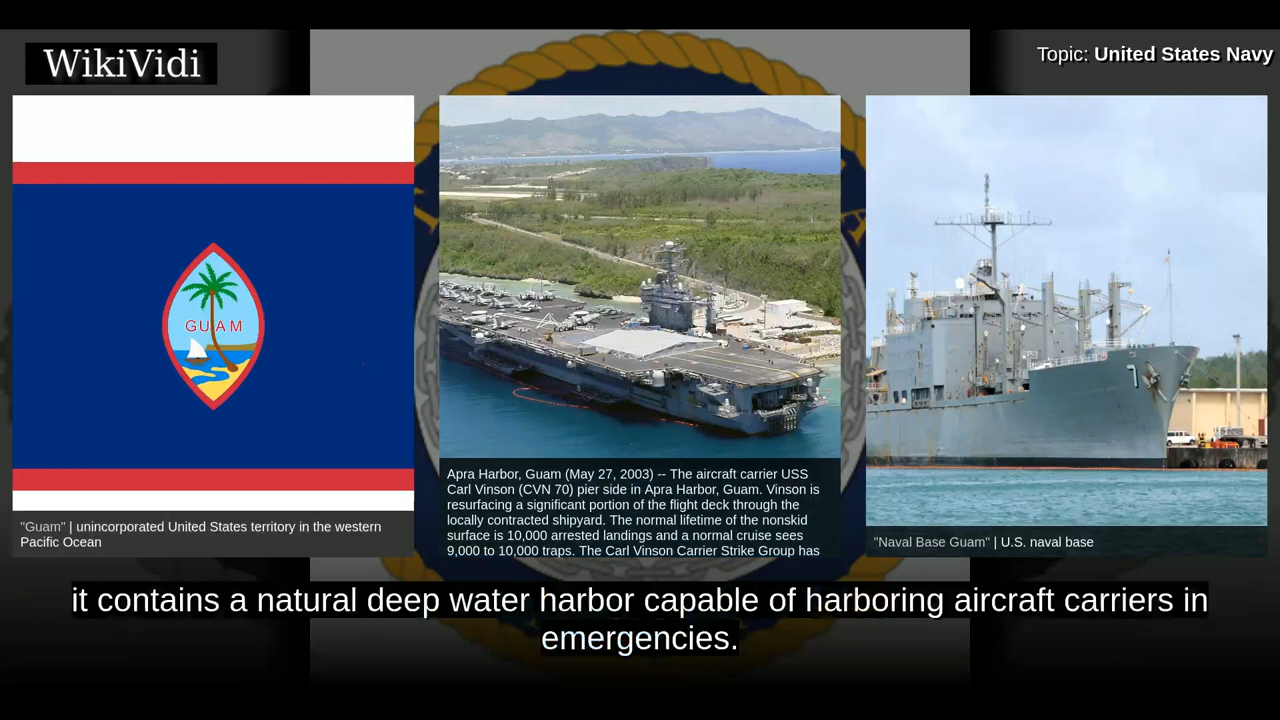 WikiVidi
Topic: United States Navy
GUAM
7
"Guam" | unincorporated United States territory in the western
Pacific Ocean
Apra Harbor, Guam (May 27, 2003) -- The aircraft carrier USS
Carl Vinson (CVN 70) pier side in Apra Harbor, Guam. Vinson is
resurfacing a significant portion of the flight deck through the
locally contracted shipyard. The normal lifetime of the nonskid
surface is 10,000 arrested landings and a normal cruise sees
9,000 to 10,000 traps. The Carl Vinson Carrier Strike Group has
"Naval Base Guam" | U.S. naval base
it contains a natural deep water harbor capable of harboring aircraft carriers in
emergencies.